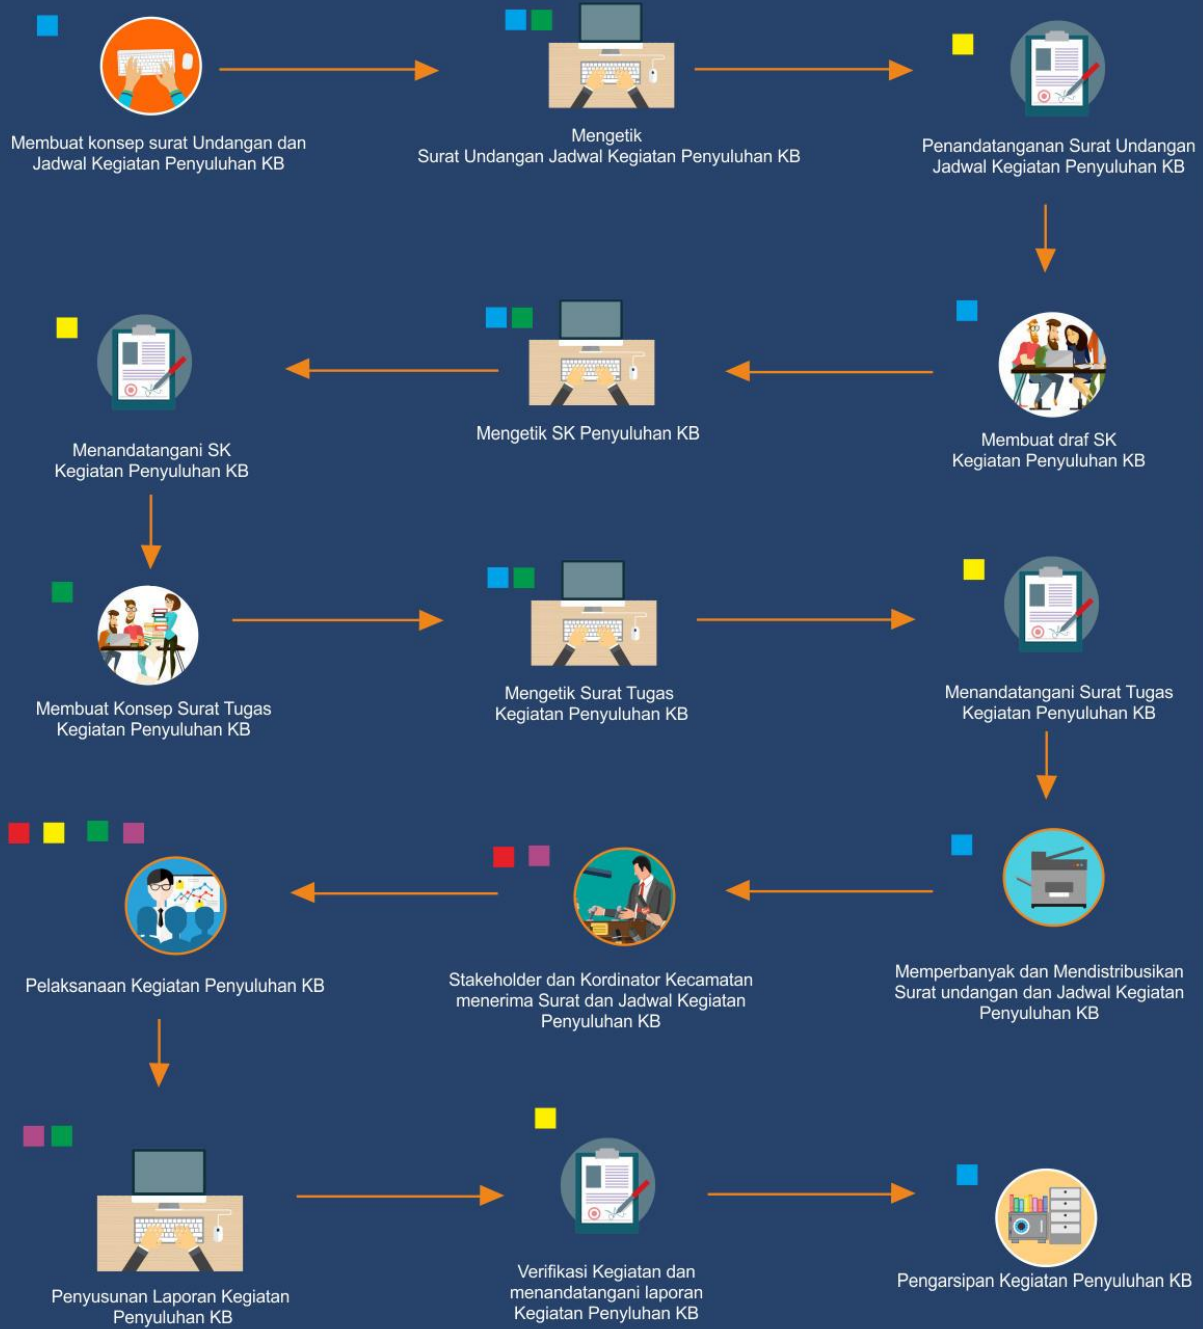 Membuat konsep surat Undangan dan
Jadwal Kegiatan Penyuluhan KB
Mengetik
Surat Undangan Jadwal Kegiatan Penyuluhan KB
Penandatanganan Surat Undangan
Jadwal Kegiatan Penyuluhan KB
Membuat draf SK
Kegiatan Penyuluhan KB
Mengetik SK Penyuluhan KB
Menandatangani SK
Kegiatan Penyuluhan KB
Membuat Konsep Surat Tugas
Kegiatan Penyuluhan KB
Mengetik Surat Tugas
Kegiatan Penyuluhan KB
Menandatangani Surat Tugas
Kegiatan Penyuluhan KB
Memperbanyak dan Mendistribusikan
Surat undangan dan Jadwal Kegiatan
Penyuluhan KB
Stakeholder dan Kordinator Kecamatan
menerima Surat dan Jadwal Kegiatan
Penyuluhan KB
Pelaksanaan Kegiatan Penyuluhan KB
Penyusunan Laporan Kegiatan
Penyuluhan KB
Verifikasi Kegiatan dan
menandatangani laporan
Kegiatan Penyluhan KB
Pengarsipan Kegiatan Penyuluhan KB